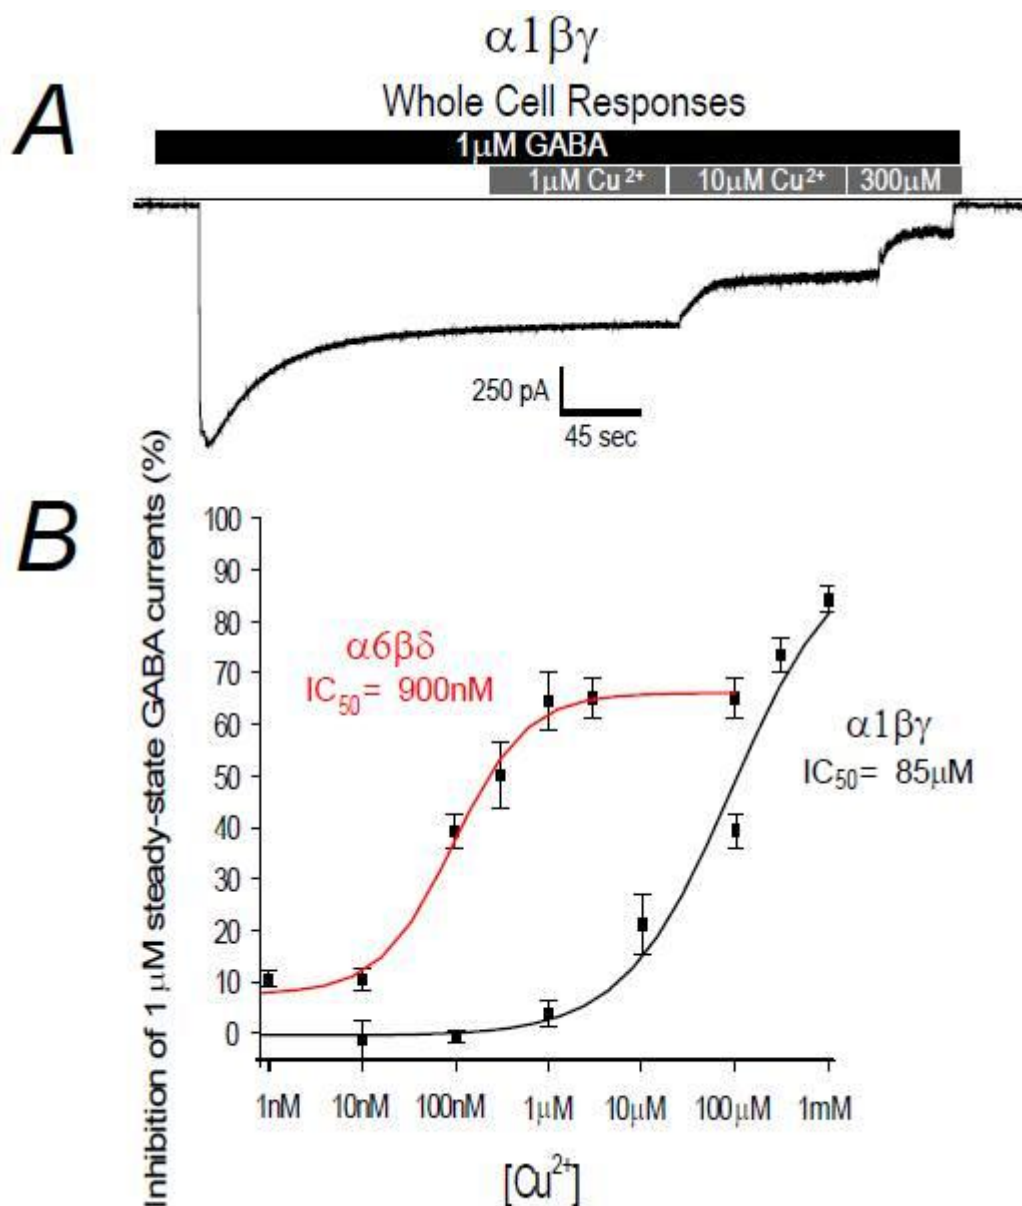 α1βγ
A
Whole Cell Responses
1μM GABA
1μM Cu²⁺ 10μM Cu²⁺ 300μM
250 pA
45 sec
B
Inhibition of 1 μM steady-state GABA currents (%)
100
90
80
70
60
50
40
30
20
10
0
α6βδ
IC₅₀= 900nM
α1βγ
IC₅₀= 85μM
1nM 10nM 100nM 1μM 10μM 100μM 1mM
[Cu²⁺]